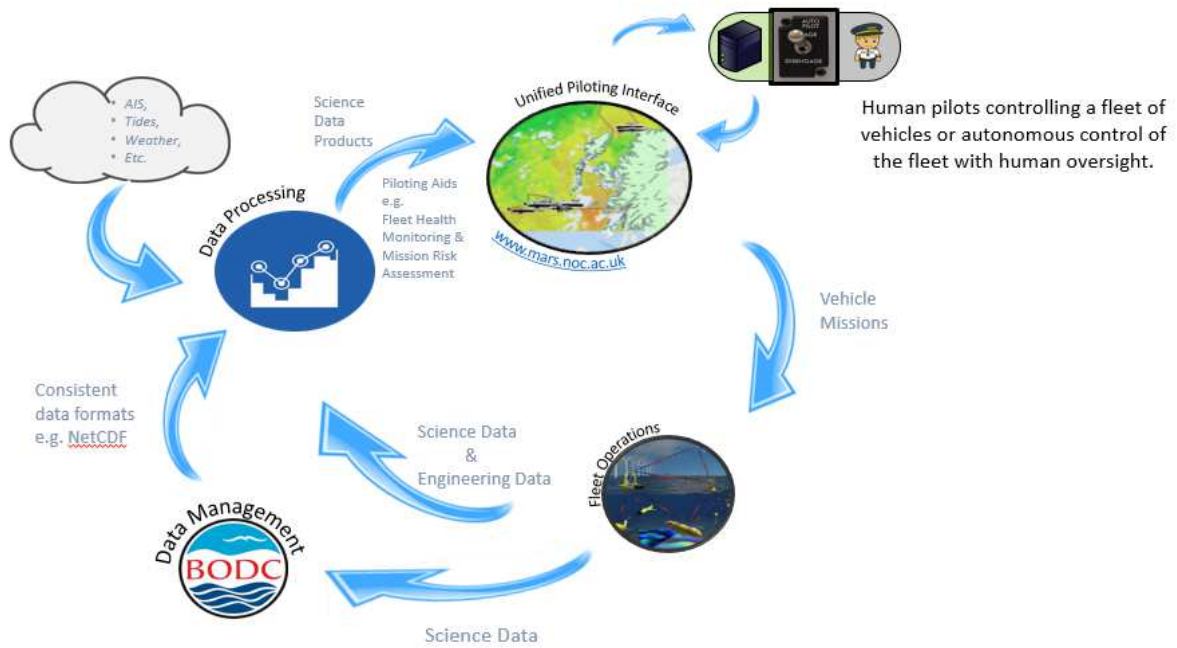 AIS,
Tides,
Weather,
Etc.
Science
Data
Products
Unified Piloting Interface
www.mars.noc.ac.uk
AUTO
PILOT
DISENGAGE
Human pilots controlling a fleet of
vehicles or autonomous control of
the fleet with human oversight.
Data Processing
Piloting Aids
e.g.
Fleet Health
Monitoring &
Mission Risk
Assessment
Vehicle
Missions
Consistent
data formats
e.g. NetCDF
Science Data
&
Engineering Data
Fleet Operations
Data Management
BODC
Science Data